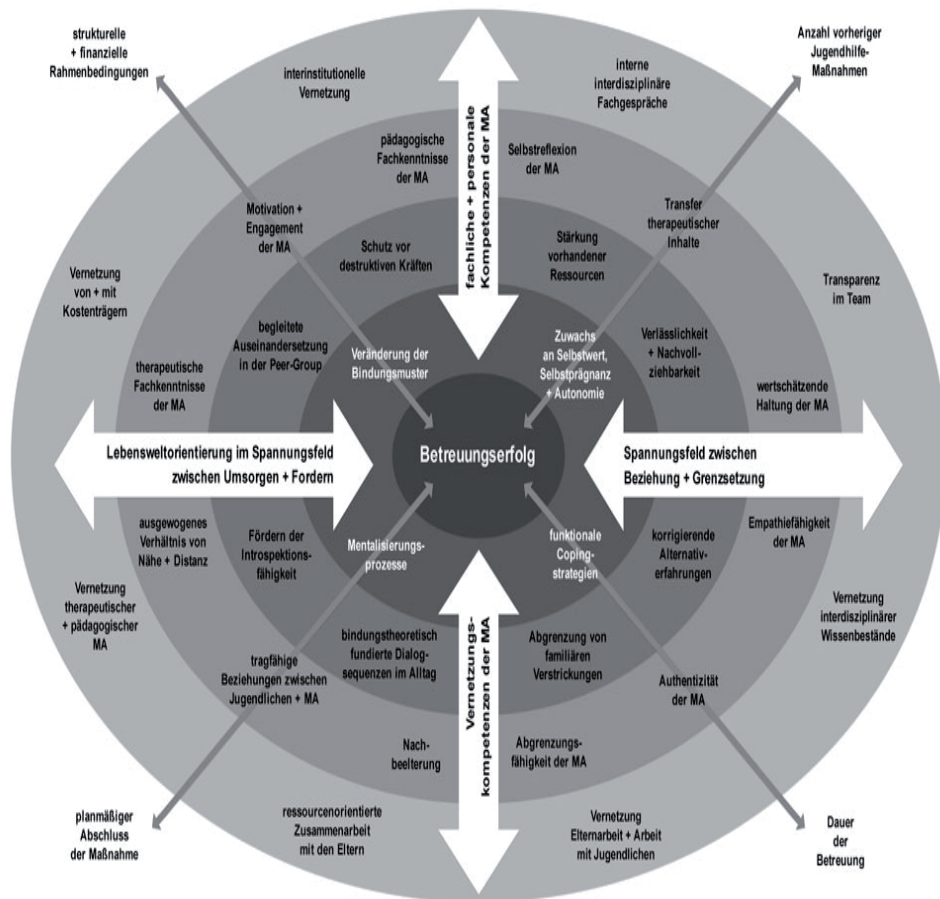 strukturelle
+ finanzielle
Rahmenbedingungen
Anzahl vorheriger
Jugendhilfe-
Maßnahmen
interinstitutionelle
Vernetzung
interne
interdisziplinäre
Fachgespräche
fachliche + personale
Kompetenzen der MA
pädagogische
Fachkenntnisse
der MA
Selbstreflexion
der MA
Motivation +
Engagement
der MA
Transfer
therapeutischer
Inhalte
Schutz vor
destruktiven Kräften
Stärkung
vorhandener
Ressourcen
Vernetzung
von + mit
Kostenträgern
Transparenz
im Team
begleitete
Auseinandersetzung
in der Peer-Group
Veränderung der
Bindungsmuster
Zuwachs
an Selbstwert,
Selbstprägnanz
+ Autonomie
Verlässlichkeit
+ Nachvoll-
ziehbarkeit
therapeutische
Fachkenntnisse
der MA
wertschätzende
Haltung der MA
Lebensweltorientierung im Spannungsfeld
zwischen Umsorgen + Fordern
Betreuungserfolg
Spannungsfeld zwischen
Beziehung + Grenzsetzung
ausgewogenes
Verhältnis von
Nähe + Distanz
Fördern der
Introspektions-
fähigkeit
Mentalisierungs-
prozesse
funktionale
Coping-
strategien
korrigierende
Alternativ-
erfahrungen
Empathiefähigkeit
der MA
Vernetzung
therapeutischer
+ pädagogischer
MA
Vernetzung
interdisziplinärer
Wissenbestände
bindungstheoretisch
fundierte Dialog-
sequenzen im Alltag
Vernetzungs-
kompetenzen der MA
Abgrenzung von
familiären
Verstrickungen
tragfähige
Beziehungen zwischen
Jugendlichen + MA
Authentizität
der MA
Nach-
beelterung
Abgrenzungs-
fähigkeit der MA
planmäßiger
Abschluss
der Maßnahme
ressourcenorientierte
Zusammenarbeit
mit den Eltern
Vernetzung
Elternarbeit + Arbeit
mit Jugendlichen
Dauer
der
Betreuung